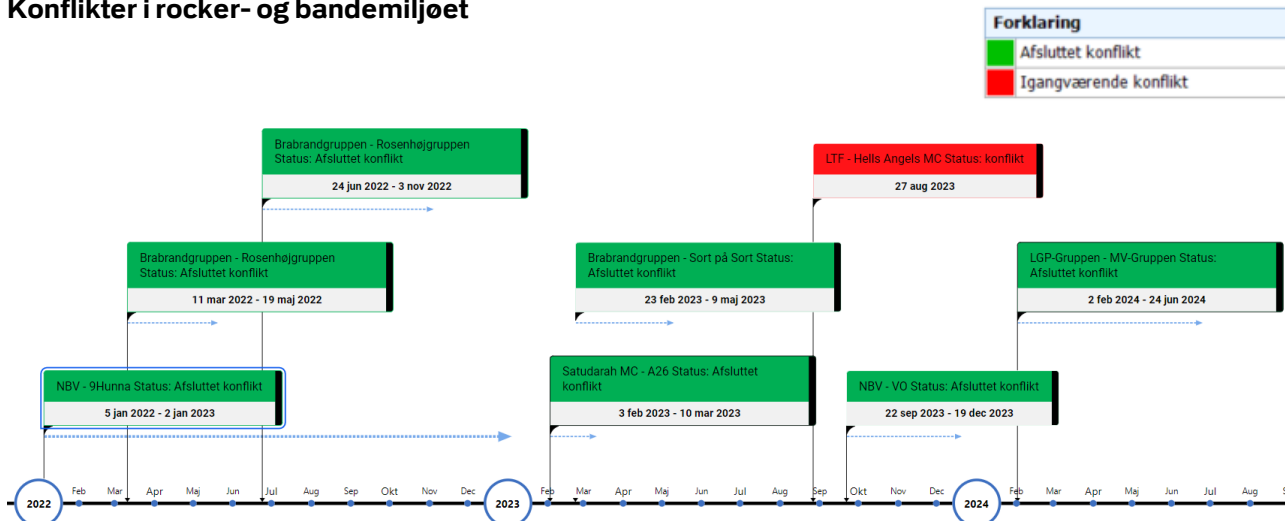 Konflikter i rocker- og bandemiljøet
Forklaring
Afsluttet konflikt
Igangværende konflikt
Brabrandgruppen - Rosenhøjgruppen
Status: Afsluttet konflikt
24 jun 2022 - 3 nov 2022
LTF - Hells Angels MC Status: konflikt
27 aug 2023
Brabrandgruppen - Rosenhøjgruppen
Status: Afsluttet konflikt
11 mar 2022 - 19 maj 2022
Brabrandgruppen - Sort på Sort Status:
Afsluttet konflikt
23 feb 2023 - 9 maj 2023
LGP-Gruppen - MV-Gruppen Status:
Afsluttet konflikt
2 feb 2024 - 24 jun 2024
NBV - 9Hunna Status: Afsluttet konflikt
5 jan 2022 - 2 jan 2023
Satudarah MC - A26 Status: Afsluttet
konflikt
3 feb 2023 - 10 mar 2023
NBV - VO Status: Afsluttet konflikt
22 sep 2023 - 19 dec 2023
2022 Feb Mar Apr Maj Jun Jul Aug Sep Okt Nov Dec 2023 Feb Mar Apr Maj Jun Jul Aug Sep Okt Nov Dec 2024 Feb Mar Apr Maj Jun Jul Aug